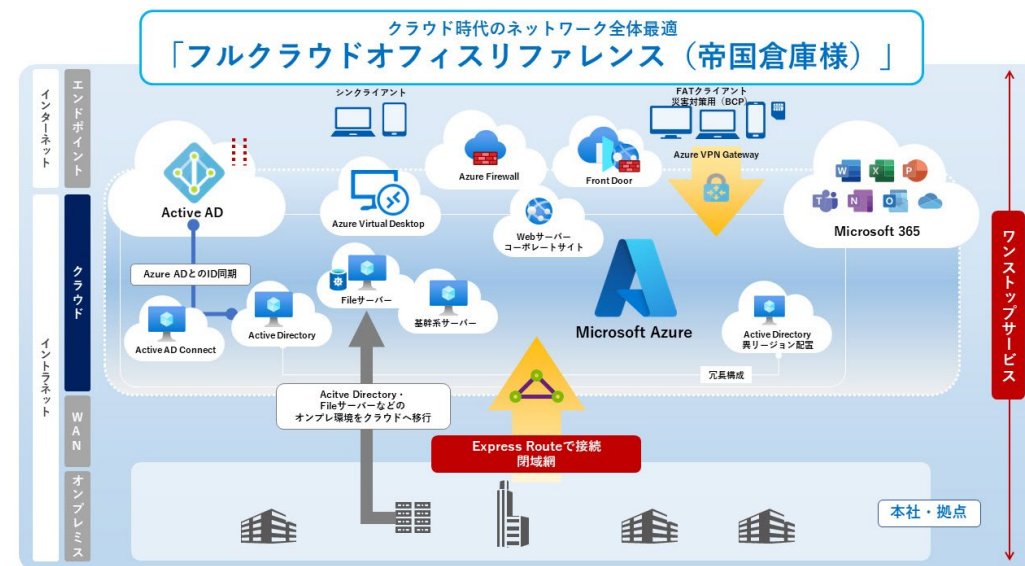 クラウド時代のネットワーク全体最適
「フルクラウドオフィスリファレンス（帝国倉庫様）」
インターネット
エンドポイント
シンクライアント
FATクライアント
災害対策用（BCP）
Azure VPN Gateway
Azure Firewall
Front Door
Active AD
Azure Virtual Desktop
Webサーバー
コーポレートサイト
Microsoft 365
イントラネット
クラウド
Azure ADとのID同期
Fileサーバー
基幹系サーバー
Active AD Connect
Active Directory
Microsoft Azure
Active Directory
異リージョン配置
冗長構成
ワンストップサービス
WAN
Acitve Directory・
Fileサーバーなどの
オンプレ環境をクラウドへ移行
Express Routeで接続
閉域網
オンプレミス
本社・拠点